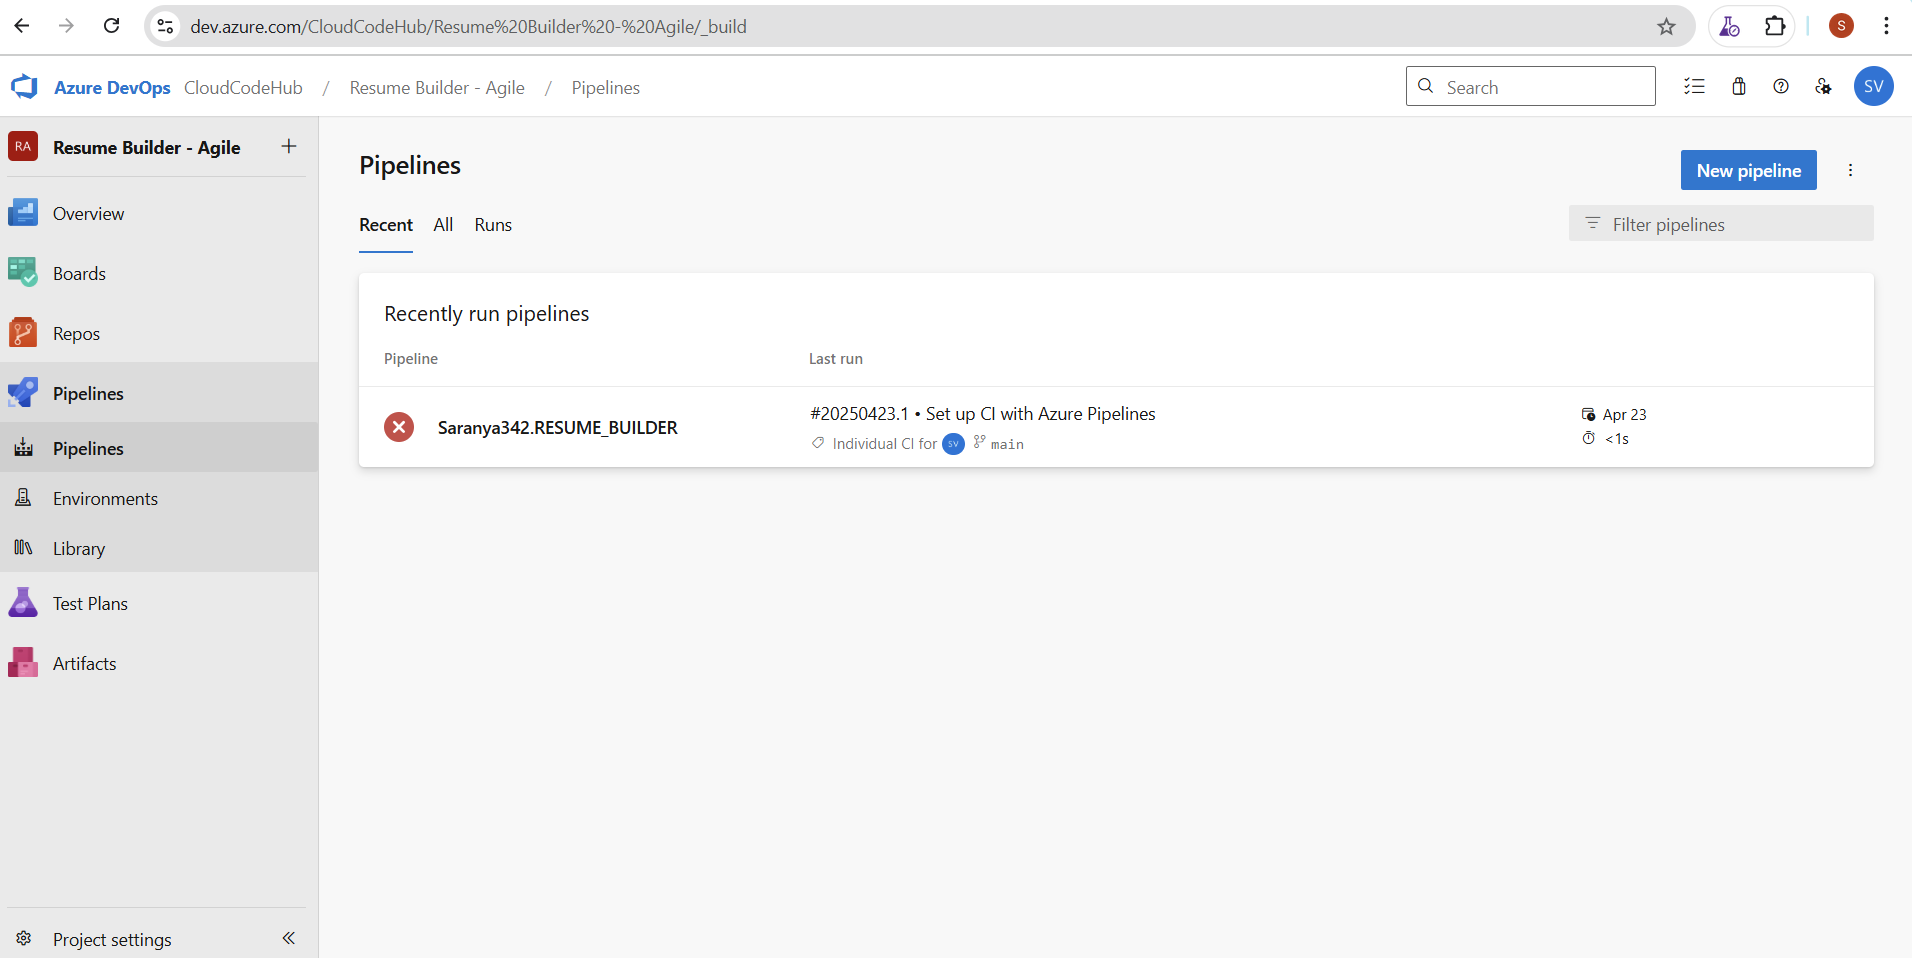 dev.azure.com/CloudCodeHub/Resume%20Builder%20-%20Agile/_build
S
Azure DevOps CloudCodeHub / Resume Builder - Agile / Pipelines
Search
SV
RA Resume Builder - Agile
Overview
Boards
Repos
Pipelines
Pipelines
Environments
Library
Test Plans
Artifacts
Project settings
Pipelines
New pipeline
Recent All Runs
Filter pipelines
Recently run pipelines
Pipeline Last run
Saranya342.RESUME_BUILDER
#20250423.1 • Set up CI with Azure Pipelines
Individual CI for SV main
Apr 23
<1s